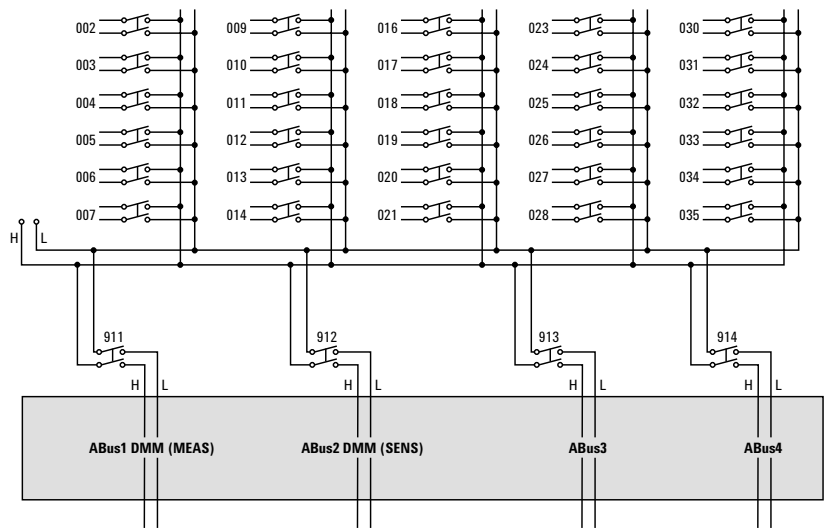 002 009 016 023 030
003 010 017 024 031
004 011 018 025 032
005 012 019 026 033
006 013 020 027 034
007 014 021 028 035
H L
911 912 913 914
H L H L H L H L
ABus1 DMM (MEAS) ABus2 DMM (SENS) ABus3 ABus4